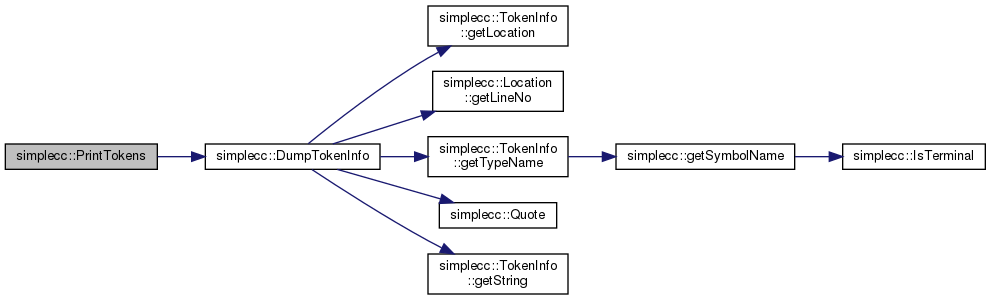 simplecc::PrintTokens
simplecc::DumpTokenInfo
simplecc::TokenInfo
::getLocation
simplecc::Location
::getLineNo
simplecc::TokenInfo
::getTypeName
simplecc::getSymbolName
simplecc::IsTerminal
simplecc::Quote
simplecc::TokenInfo
::getString